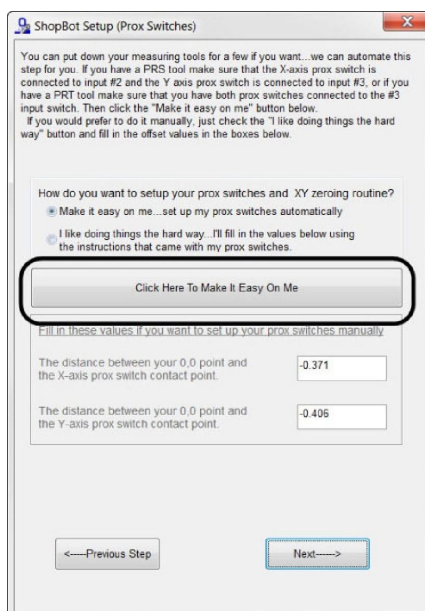 ShopBot Setup (Prox Switches)
You can put down your measuring tools for a few if you want...we can automate this
step for you. If you have a PRS tool make sure that the X-axis prox switch is
connected to input #2 and the Y axis prox switch is connected to input #3, or if you
have a PRT tool make sure that you have both prox switches connected to the #3
input switch. Then click the "Make it easy on me" button below.
If you would prefer to do it manually, just check the "I like doing things the hard
way" button and fill in the offset values in the boxes below.
How do you want to setup your prox switches and XY zeroing routine?
Make it easy on me...set up my prox switches automatically
I like doing things the hard way...I'll fill in the values below using
the instructions that came with my prox switches.
Click Here To Make It Easy On Me
Fill in these values if you want to set up your prox switches manually
The distance between your 0,0 point and
the X-axis prox switch contact point.
-0.371
The distance between your 0,0 point and
the Y-axis prox switch contact point.
-0.406
<-----Previous Step
Next------>